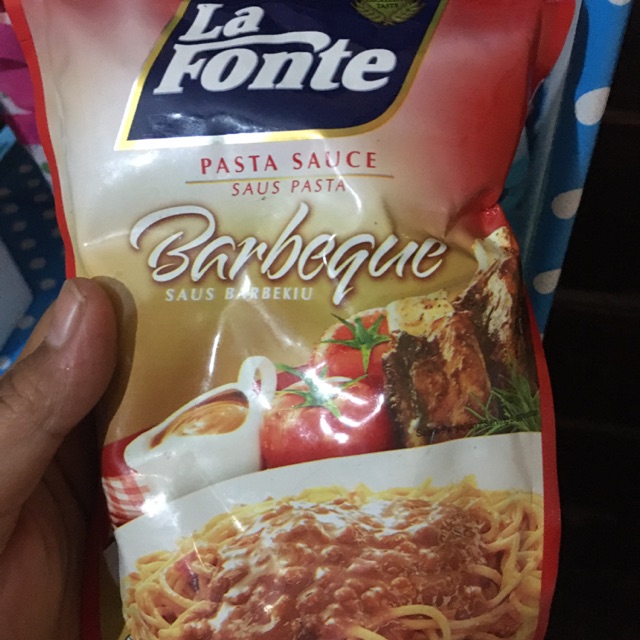 La
Fonte
PASTA SAUCE
SAUS PASTA
Barbeque
SAUS BARBEKIU